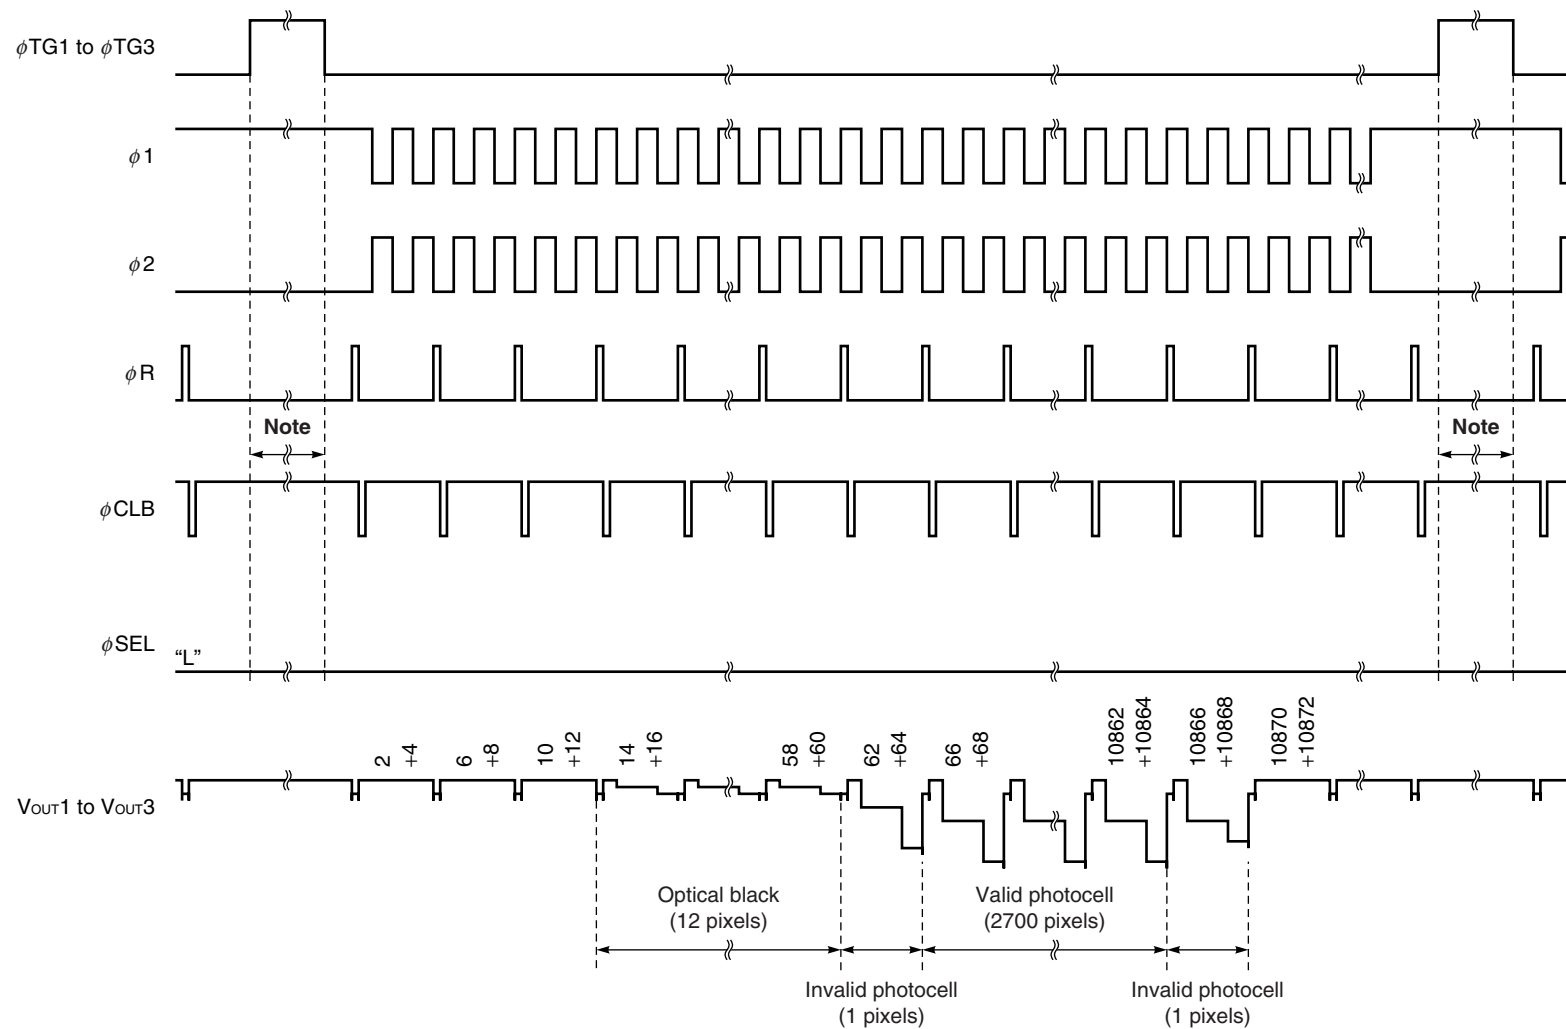 ϕTG1 to ϕTG3
ϕ1
ϕ2
ϕR
Note
Note
ϕCLB
ϕSEL
“L”
2
+4
6
+8
10
+12
14
+16
58
+60
62
+64
66
+68
10862
+10864
10866
+10868
10870
+10872
VOUT1 to VOUT3
Optical black
(12 pixels)
Valid photocell
(2700 pixels)
Invalid photocell
(1 pixels)
Invalid photocell
(1 pixels)